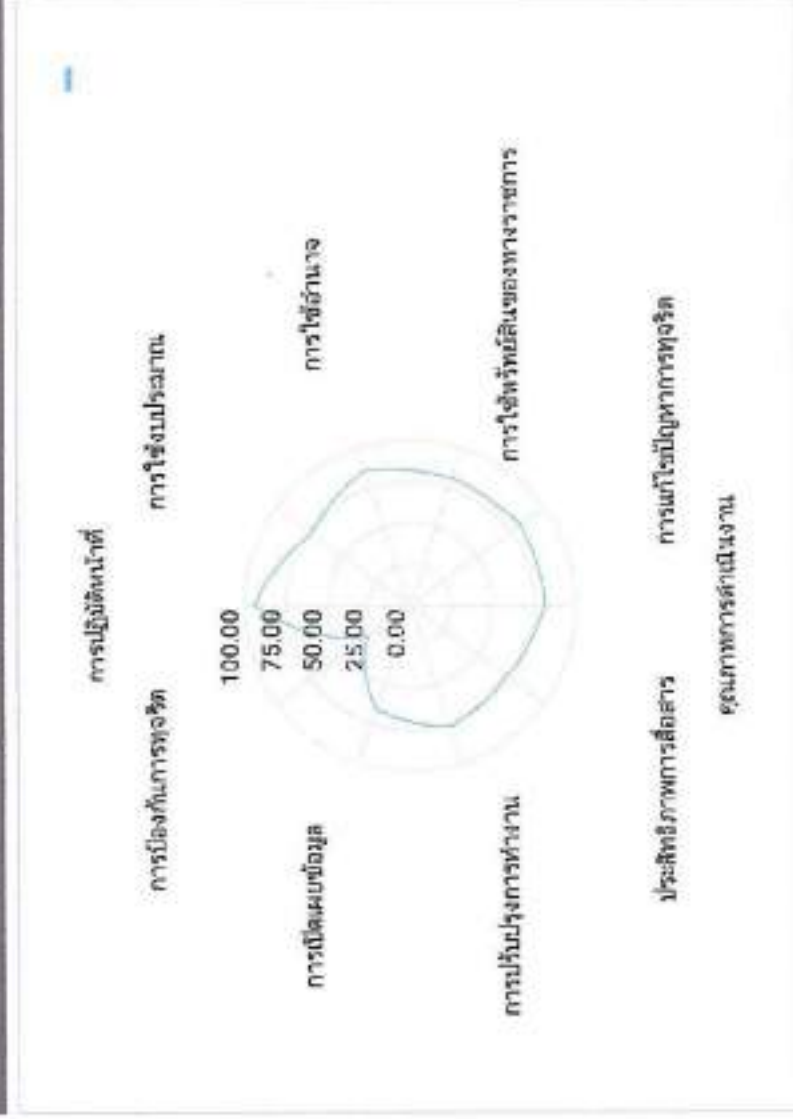 การปฏิบัติหน้าที่
การป้องกันการทุจริต
การใช้งบประมาณ
100.00
75.00
50.00
25.00
0.00
การเปิดเผยข้อมูล
การใช้อำนาจ
การปรับปรุงการทำงาน
การใช้ทรัพย์สินของทางราชการ
ประสิทธิภาพการสื่อสาร
การแก้ไขปัญหาการทุจริต
คุณภาพการดำเนินงาน